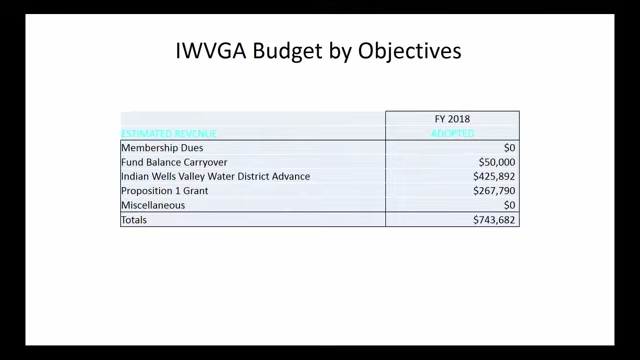 IWVGA Budget by Objectives
FY 2018
ESTIMATED REVENUE ADOPTED
Membership Dues $0
Fund Balance Carryover $50,000
Indian Wells Valley Water District Advance $425,892
Proposition 1 Grant $267,790
Miscellaneous $0
Totals $743,682